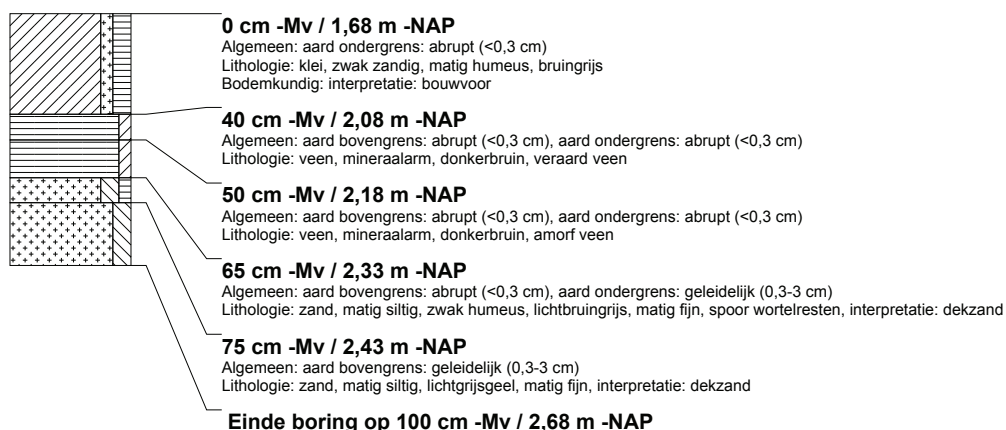 0 cm -Mv / 1,68 m -NAP
Algemeen: aard ondergrens: abrupt (<0,3 cm)
Lithologie: klei, zwak zandig, matig humeus, bruingrijs
Bodemkundig: interpretatie: bouwvoor
40 cm -Mv / 2,08 m -NAP
Algemeen: aard bovengrens: abrupt (<0,3 cm), aard ondergrens: abrupt (<0,3 cm)
Lithologie: veen, mineraalarm, donkerbruin, veraard veen
50 cm -Mv / 2,18 m -NAP
Algemeen: aard bovengrens: abrupt (<0,3 cm), aard ondergrens: abrupt (<0,3 cm)
Lithologie: veen, mineraalarm, donkerbruin, amorf veen
65 cm -Mv / 2,33 m -NAP
Algemeen: aard bovengrens: abrupt (<0,3 cm), aard ondergrens: geleidelijk (0,3-3 cm)
Lithologie: zand, matig siltig, zwak humeus, lichtbruingrijs, matig fijn, spoor wortelresten, interpretatie: dekzand
75 cm -Mv / 2,43 m -NAP
Algemeen: aard bovengrens: geleidelijk (0,3-3 cm)
Lithologie: zand, matig siltig, lichtgrijsgeel, matig fijn, interpretatie: dekzand
Einde boring op 100 cm -Mv / 2,68 m -NAP